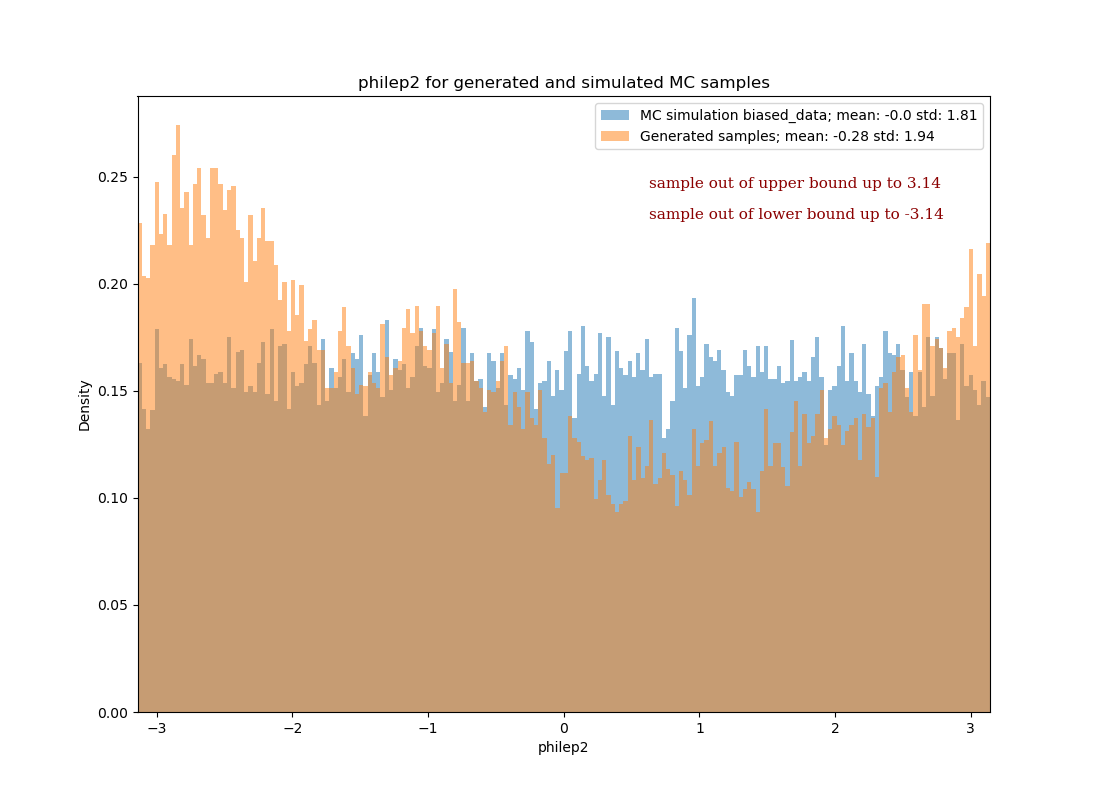 philep2 for generated and simulated MC samples
MC simulation biased_data; mean: -0.0 std: 1.81
Generated samples; mean: -0.28 std: 1.94
sample out of upper bound up to 3.14
sample out of lower bound up to -3.14
Density
0.25
0.20
0.15
0.10
0.05
0.00
−3 −2 −1 0 1 2 3
philep2